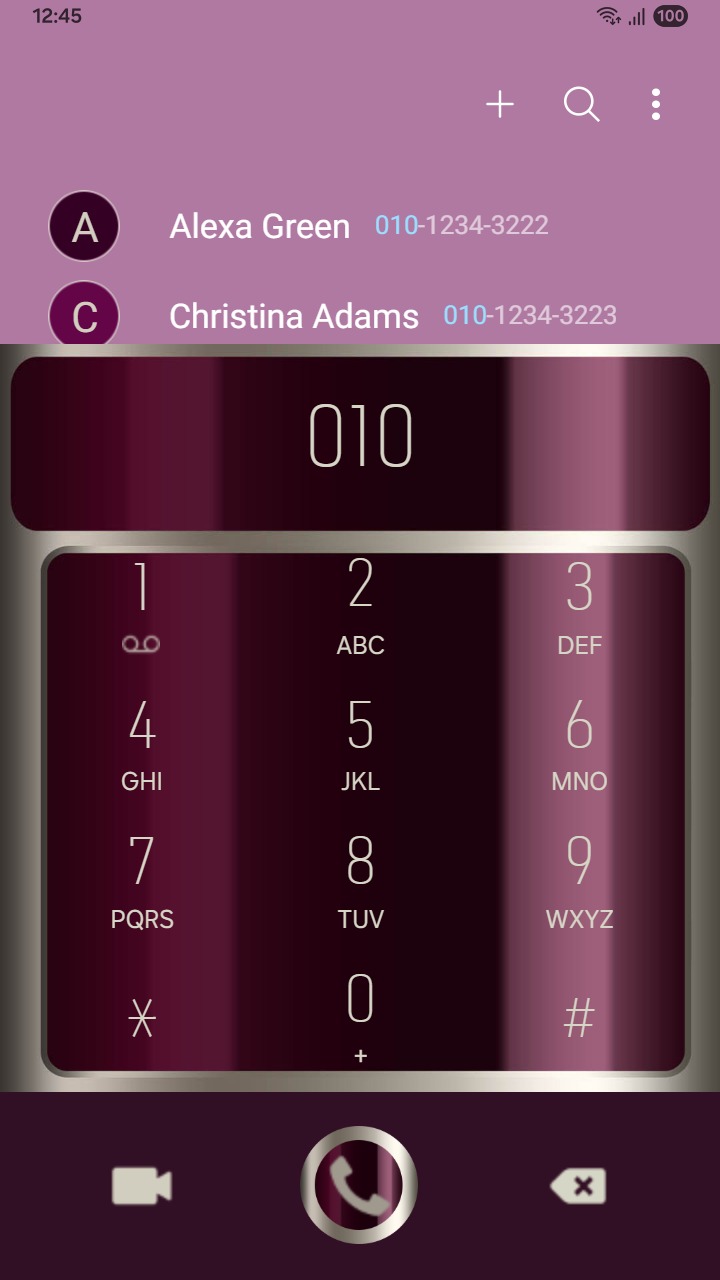 12:45 100
A Alexa Green 010-1234-3222
C Christina Adams 010-1234-3223
010
1 2 3
ABC DEF
4 5 6
GHI JKL MNO
7 8 9
PQRS TUV WXYZ
* 0 #
+